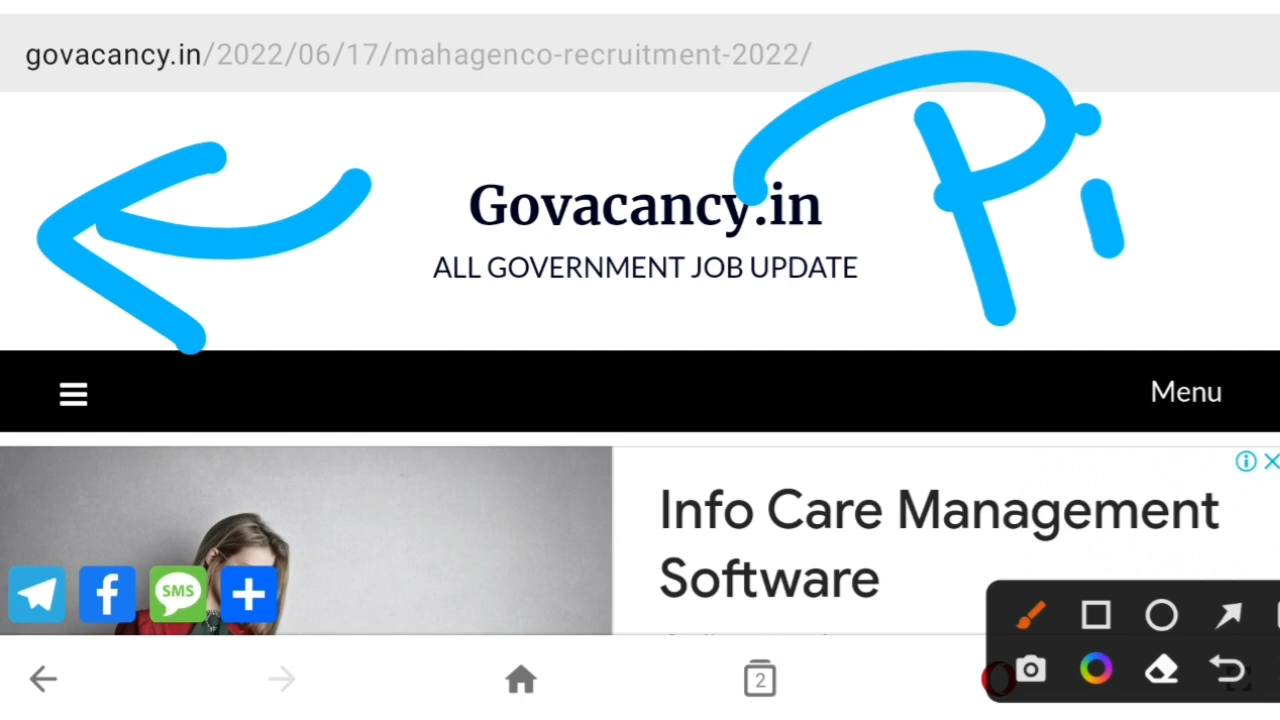 govacancy.in/2022/06/17/mahagenco-recruitment-2022/
Pi
Govacancy.in
ALL GOVERNMENT JOB UPDATE
Menu
Info Care Management
Software
SMS
2